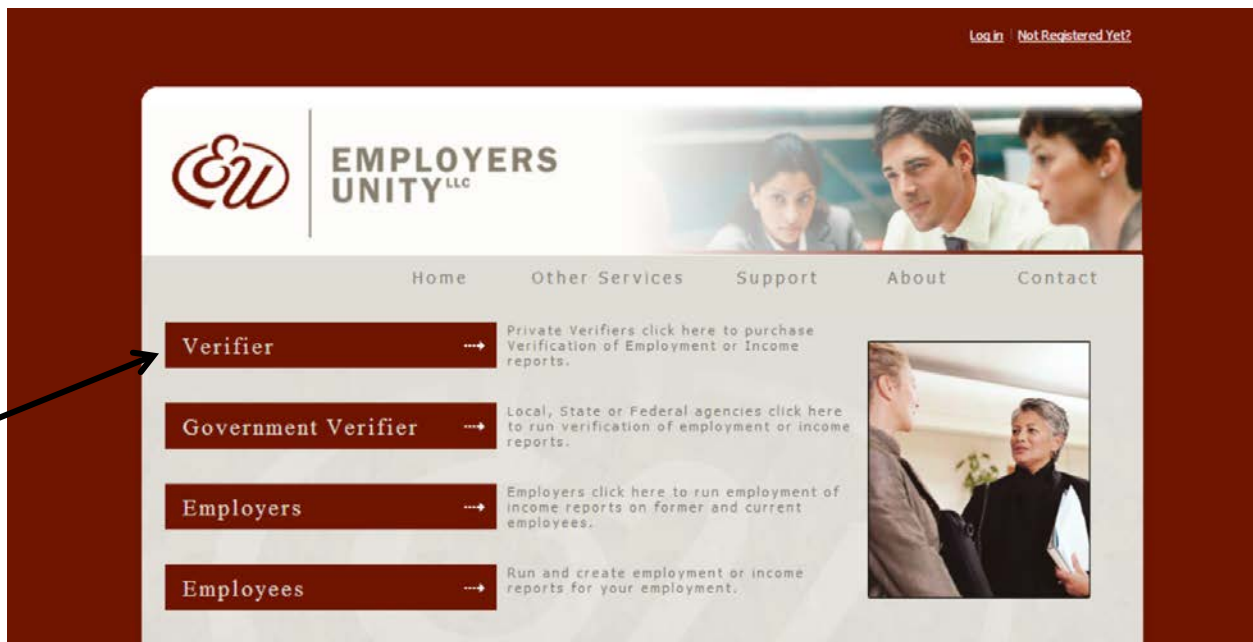 Log in | Not Registered Yet?
EW
EMPLOYERS
UNITY LLC
Home Other Services Support About Contact
Verifier
Private Verifiers click here to purchase
Verification of Employment or Income
reports.
Government Verifier
Local, State or Federal agencies click here
to run verification of employment or income
reports.
Employers
Employers click here to run employment of
income reports on former and current
employees.
Employees
Run and create employment or income
reports for your employment.